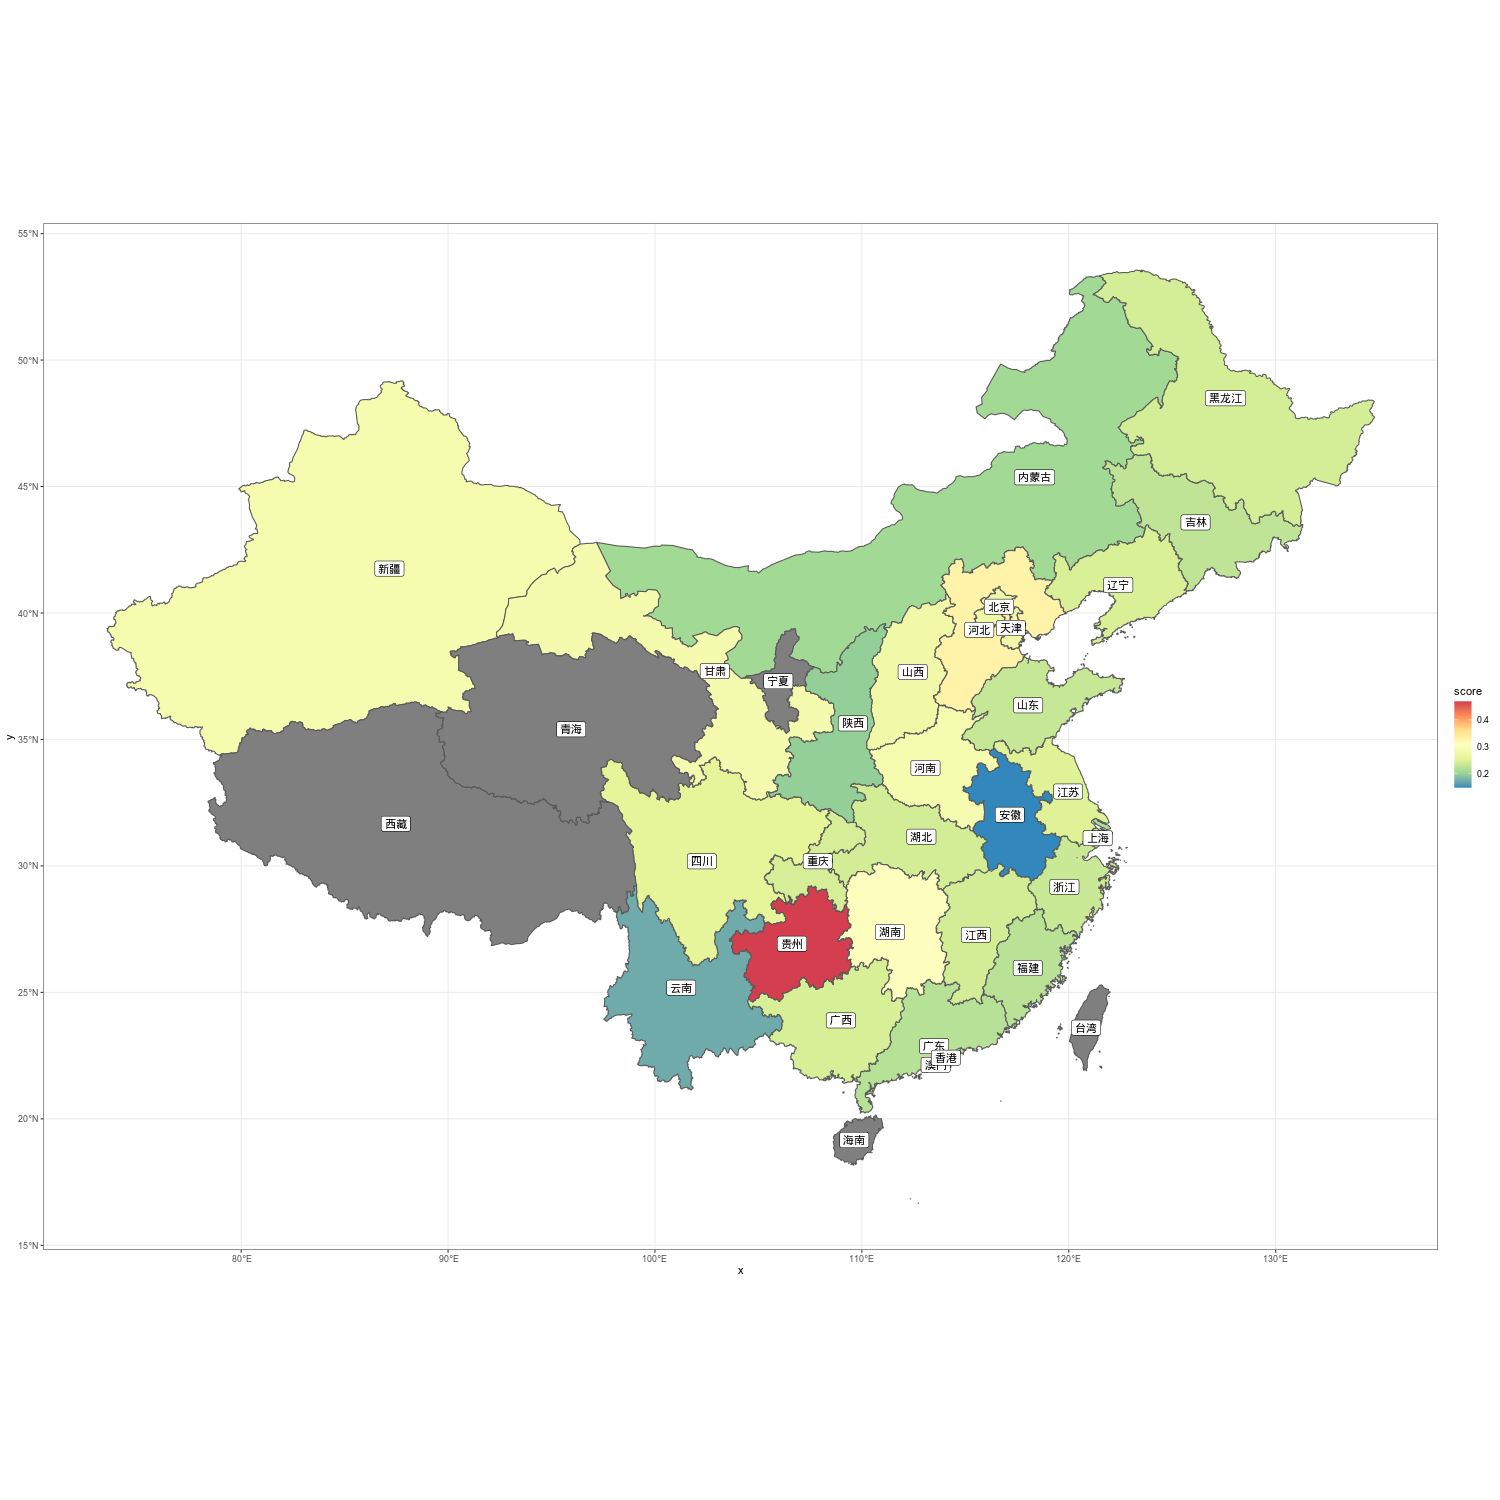 55°N
50°N
45°N
40°N
35°N
30°N
25°N
20°N
15°N
y
黑龙江
内蒙古
吉林
新疆
辽宁
北京
河北
天津
甘肃
宁夏
山西
山东
陕西
青海
河南
江苏
安徽
西藏
湖北
上海
四川
重庆
浙江
湖南
江西
贵州
福建
云南
广西
台湾
广东
香港
澳门
海南
80°E
90°E
100°E
110°E
120°E
130°E
x
score
0.4
0.3
0.2